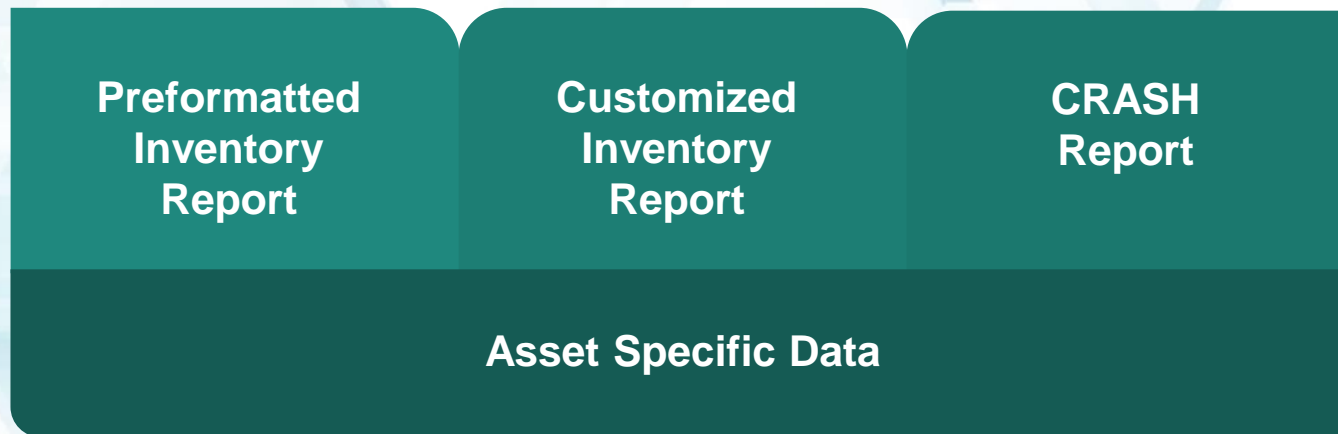 Preformatted
Inventory
Report
Customized
Inventory
Report
CRASH
Report
Asset Specific Data